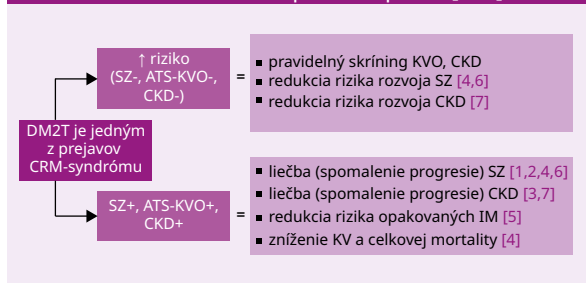 DM2T je jedným
z prejavov
CRM-syndrómu
↑ riziko
(SZ-, ATS-KVO-,
CKD-)
=
▪ pravidelný skríning KVO, CKD
▪ redukcia rizika rozvoja SZ [4,6]
▪ redukcia rizika rozvoja CKD [7]
SZ+, ATS-KVO+,
CKD+
=
▪ liečba (spomalenie progresie) SZ [1,2,4,6]
▪ liečba (spomalenie progresie) CKD [3,7]
▪ redukcia rizika opakovaných IM [5]
▪ zníženie KV a celkovej mortality [4]